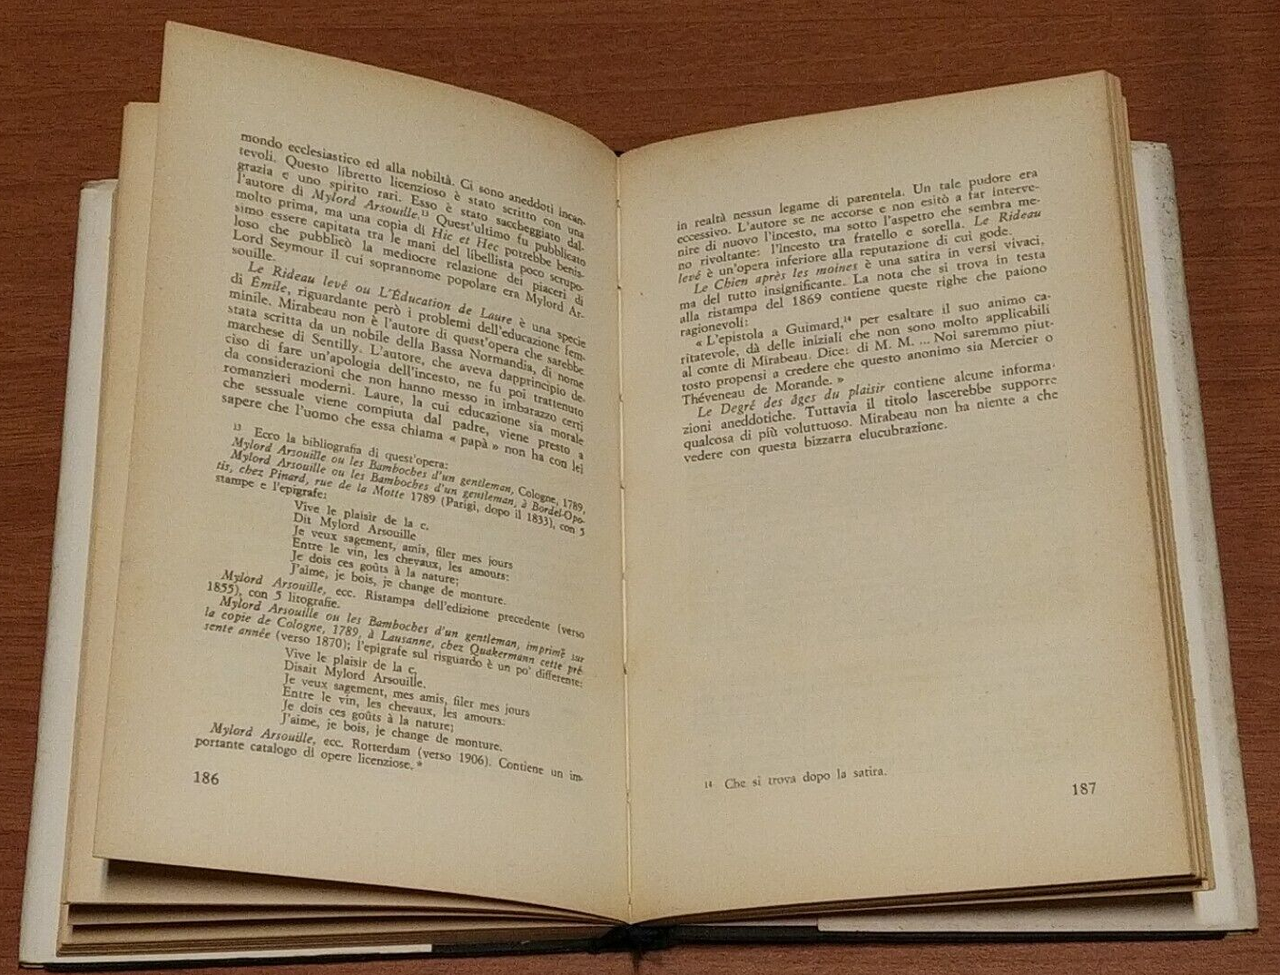 mondo ecclesiastico ed alla nobiltà. Ci sono aneddoti incan-
tevoli. Questo libretto licenzioso è stato scritto con una
grazia e uno spirito rari. Esso è stato saccheggiato dal-
l'autore di Mylord Arsouille.¹³ Quest'ultimo fu pubblicato
molto prima, ma una copia di Hic et Hec potrebbe benis-
simo essere capitata tra le mani del libellista poco scrupo-
loso che pubblicò la mediocre relazione dei piaceri di
Lord Seymour il cui soprannome popolare era Mylord Ar-
souille.
Le Rideau levé ou L'Éducation de Laure è una specie
di Émile, riguardante però i problemi dell'educazione fem-
minile. Mirabeau non è l'autore di quest'opera che sarebbe
stata scritta da un nobile della Bassa Normandia, di nome
marchese di Sentilly. L'autore, che aveva dapprincipio de-
ciso di fare un'apologia dell'incesto, ne fu poi trattenuto
da considerazioni che non hanno messo in imbarazzo certi
romanzieri moderni. Laure, la cui educazione sia morale
che sessuale viene compiuta dal padre, viene presto a
sapere che l'uomo che essa chiama « papà » non ha con lei
¹³ Ecco la bibliografia di quest'opera:
Mylord Arsouille ou les Bamboches d'un gentleman, Cologne, 1789,
Mylord Arsouille ou les Bamboches d'un gentleman, à Bordel-Opo-
tis, chez Pinard, rue de la Motte 1789 (Parigi, dopo il 1833), con 5
stampe e l'epigrafe:
Vive le plaisir de la c.
Dit Mylord Arsouille
Je veux sagement, amis, filer mes jours
Entre le vin, les chevaux, les amours:
Je dois ces goûts à la nature;
J'aime, je bois, je change de monture.
Mylord Arsouille, ecc. Ristampa dell'edizione precedente (verso
1855), con 5 litografie.
Mylord Arsouille ou les Bamboches d'un gentleman, imprimé sur
la copie de Cologne, 1789, à Lausanne, chez Quakermann cette pré-
sente année (verso 1870); l'epigrafe sul risguardo è un po' differente:
Vive le plaisir de la c.
Disait Mylord Arsouille.
Je veux sagement, mes amis, filer mes jours
Entre le vin, les chevaux, les amours:
Je dois ces goûts à la nature;
J'aime, je bois, je change de monture.
Mylord Arsouille, ecc. Rotterdam (verso 1906). Contiene un im-
portante catalogo di opere licenziose. *
186
in realtà nessun legame di parentela. Un tale pudore era
eccessivo. L'autore se ne accorse e non esitò a far interve-
nire di nuovo l'incesto, ma sotto l'aspetto che sembra me-
no rivoltante: l'incesto tra fratello e sorella. Le Rideau
levé è un'opera inferiore alla reputazione di cui gode.
Le Chien après les moines è una satira in versi vivaci,
ma del tutto insignificante. La nota che si trova in testa
alla ristampa del 1869 contiene queste righe che paiono
ragionevoli:
« L'epistola a Guimard,¹⁴ per esaltare il suo animo ca-
ritatevole, dà delle iniziali che non sono molto applicabili
al conte di Mirabeau. Dice: di M. M. ... Noi saremmo piut-
tosto propensi a credere che questo anonimo sia Mercier o
Théveneau de Morande. »
Le Degré des âges du plaisir contiene alcune informa-
zioni aneddotiche. Tuttavia il titolo lascerebbe supporre
qualcosa di più voluttuoso. Mirabeau non ha niente a che
vedere con questa bizzarra elucubrazione.
¹⁴ Che si trova dopo la satira.
187